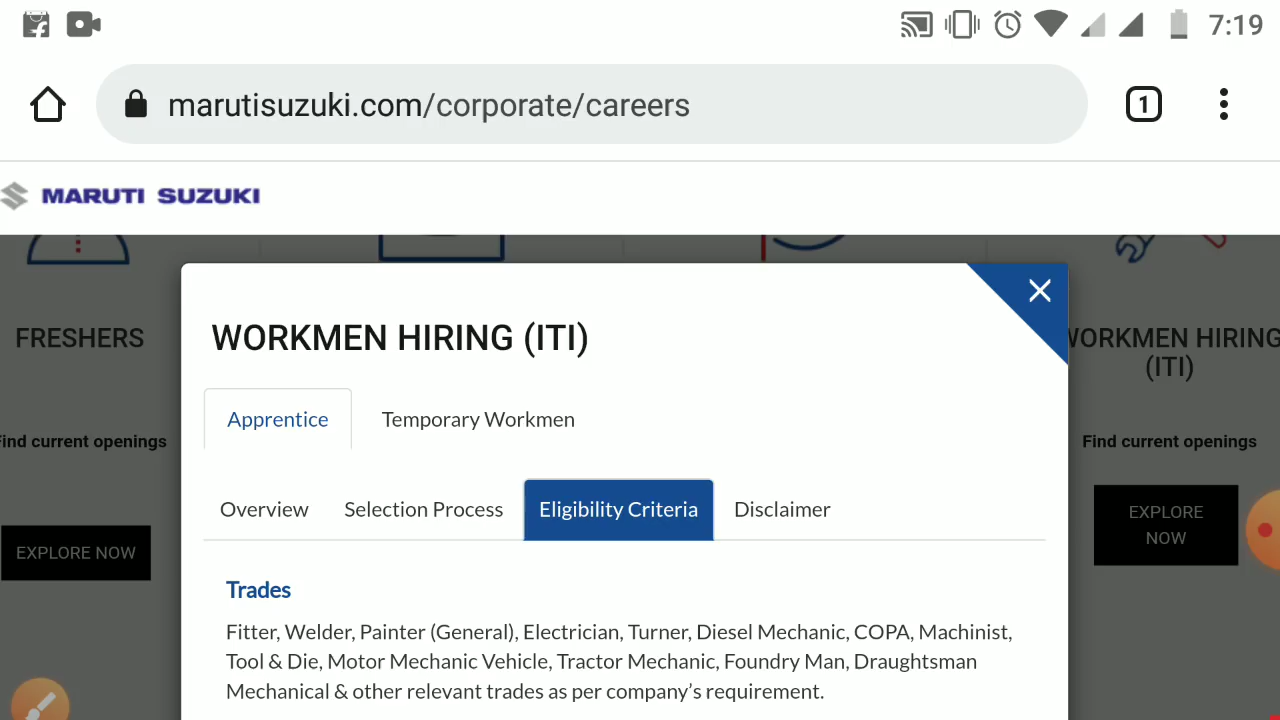 7:19
marutisuzuki.com/corporate/careers
1
MARUTI SUZUKI
FRESHERS
WORKMEN HIRING (ITI)
WORKMEN HIRING
(ITI)
Apprentice
Temporary Workmen
Find current openings
Find current openings
Overview
Selection Process
Eligibility Criteria
Disclaimer
EXPLORE NOW
EXPLORE
NOW
Trades
Fitter, Welder, Painter (General), Electrician, Turner, Diesel Mechanic, COPA, Machinist,
Tool & Die, Motor Mechanic Vehicle, Tractor Mechanic, Foundry Man, Draughtsman
Mechanical & other relevant trades as per company’s requirement.